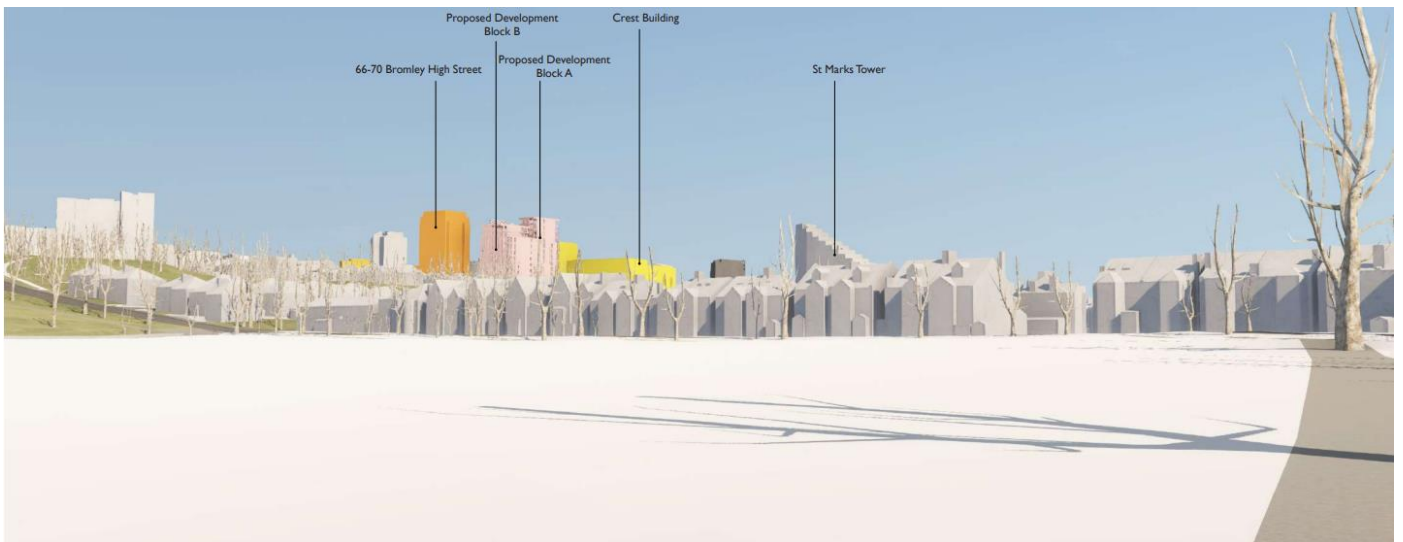 Proposed Development
Block B
Crest Building
66-70 Bromley High Street
Proposed Development
Block A
St Marks Tower